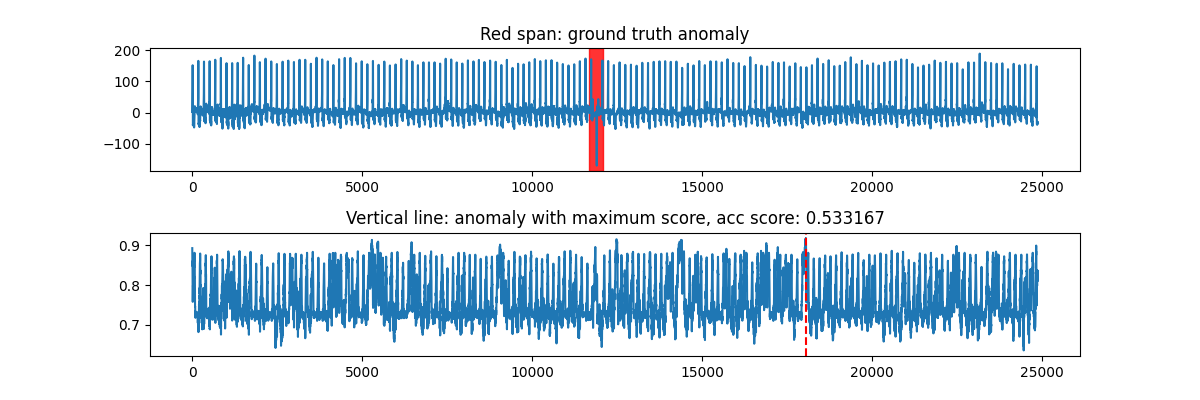 Red span: ground truth anomaly
200
100
0
−100
0 5000 10000 15000 20000 25000
Vertical line: anomaly with maximum score, acc score: 0.533167
0.9
0.8
0.7
0 5000 10000 15000 20000 25000